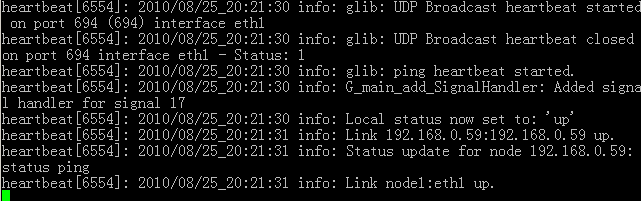 heartbeat[6554]: 2010/08/25_20:21:30 info: glib: UDP Broadcast heartbeat started
 on port 694 (694) interface eth1
heartbeat[6554]: 2010/08/25_20:21:30 info: glib: UDP Broadcast heartbeat closed
on port 694 interface eth1 - Status: 1
heartbeat[6554]: 2010/08/25_20:21:30 info: glib: ping heartbeat started.
heartbeat[6554]: 2010/08/25_20:21:30 info: G_main_add_SignalHandler: Added signa
l handler for signal 17
heartbeat[6554]: 2010/08/25_20:21:30 info: Local status now set to: 'up'
heartbeat[6554]: 2010/08/25_20:21:31 info: Link 192.168.0.59:192.168.0.59 up.
heartbeat[6554]: 2010/08/25_20:21:31 info: Status update for node 192.168.0.59:
status ping
heartbeat[6554]: 2010/08/25_20:21:31 info: Link node1:eth1 up.